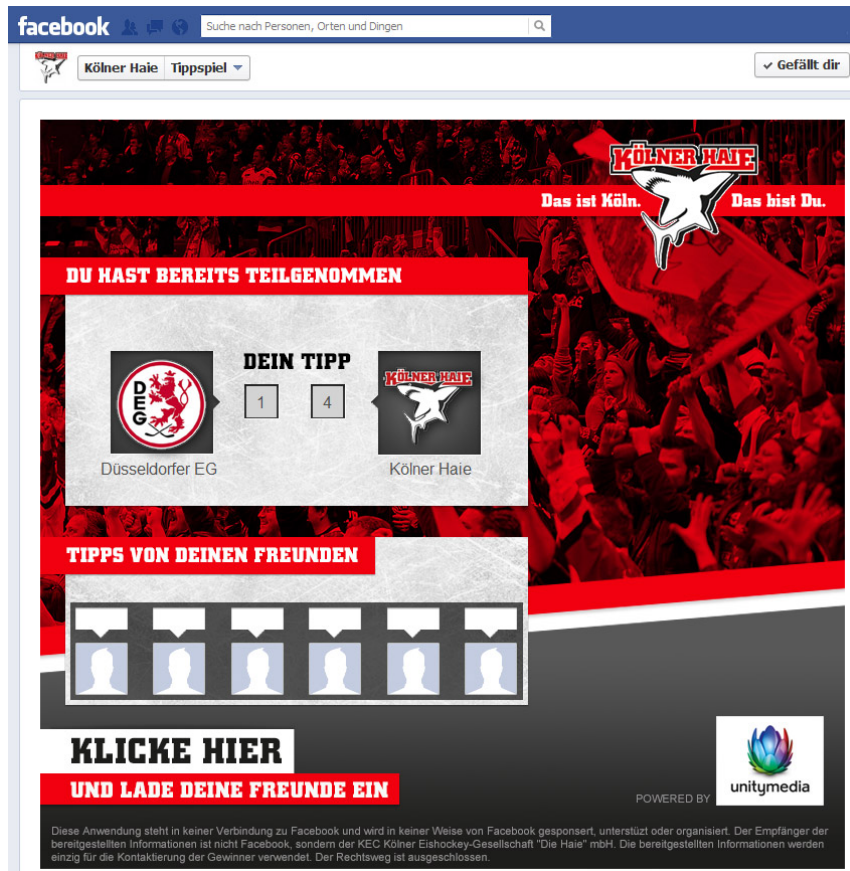 facebook
Suche nach Personen, Orten und Dingen
Kölner Haie Tippspiel
Gefällt dir
KÖLNER HAIE
Das ist Köln. Das bist Du.
DU HAST BEREITS TEILGENOMMEN
DEIN TIPP
DEG
KÖLNER HAIE
1 4
Düsseldorfer EG Kölner Haie
TIPPS VON DEINEN FREUNDEN
KLICKE HIER
UND LADE DEINE FREUNDE EIN
POWERED BY unitymedia
Diese Anwendung steht in keiner Verbindung zu Facebook und wird in keiner Weise von Facebook gesponsert, unterstüzt oder organisiert. Der Empfänger der
bereitgestellten Informationen ist nicht Facebook, sondern der KEC Kölner Eishockey-Gesellschaft "Die Haie" mbH. Die bereitgestellten Informationen werden
einzig für die Kontaktierung der Gewinner verwendet. Der Rechtsweg ist ausgeschlossen.